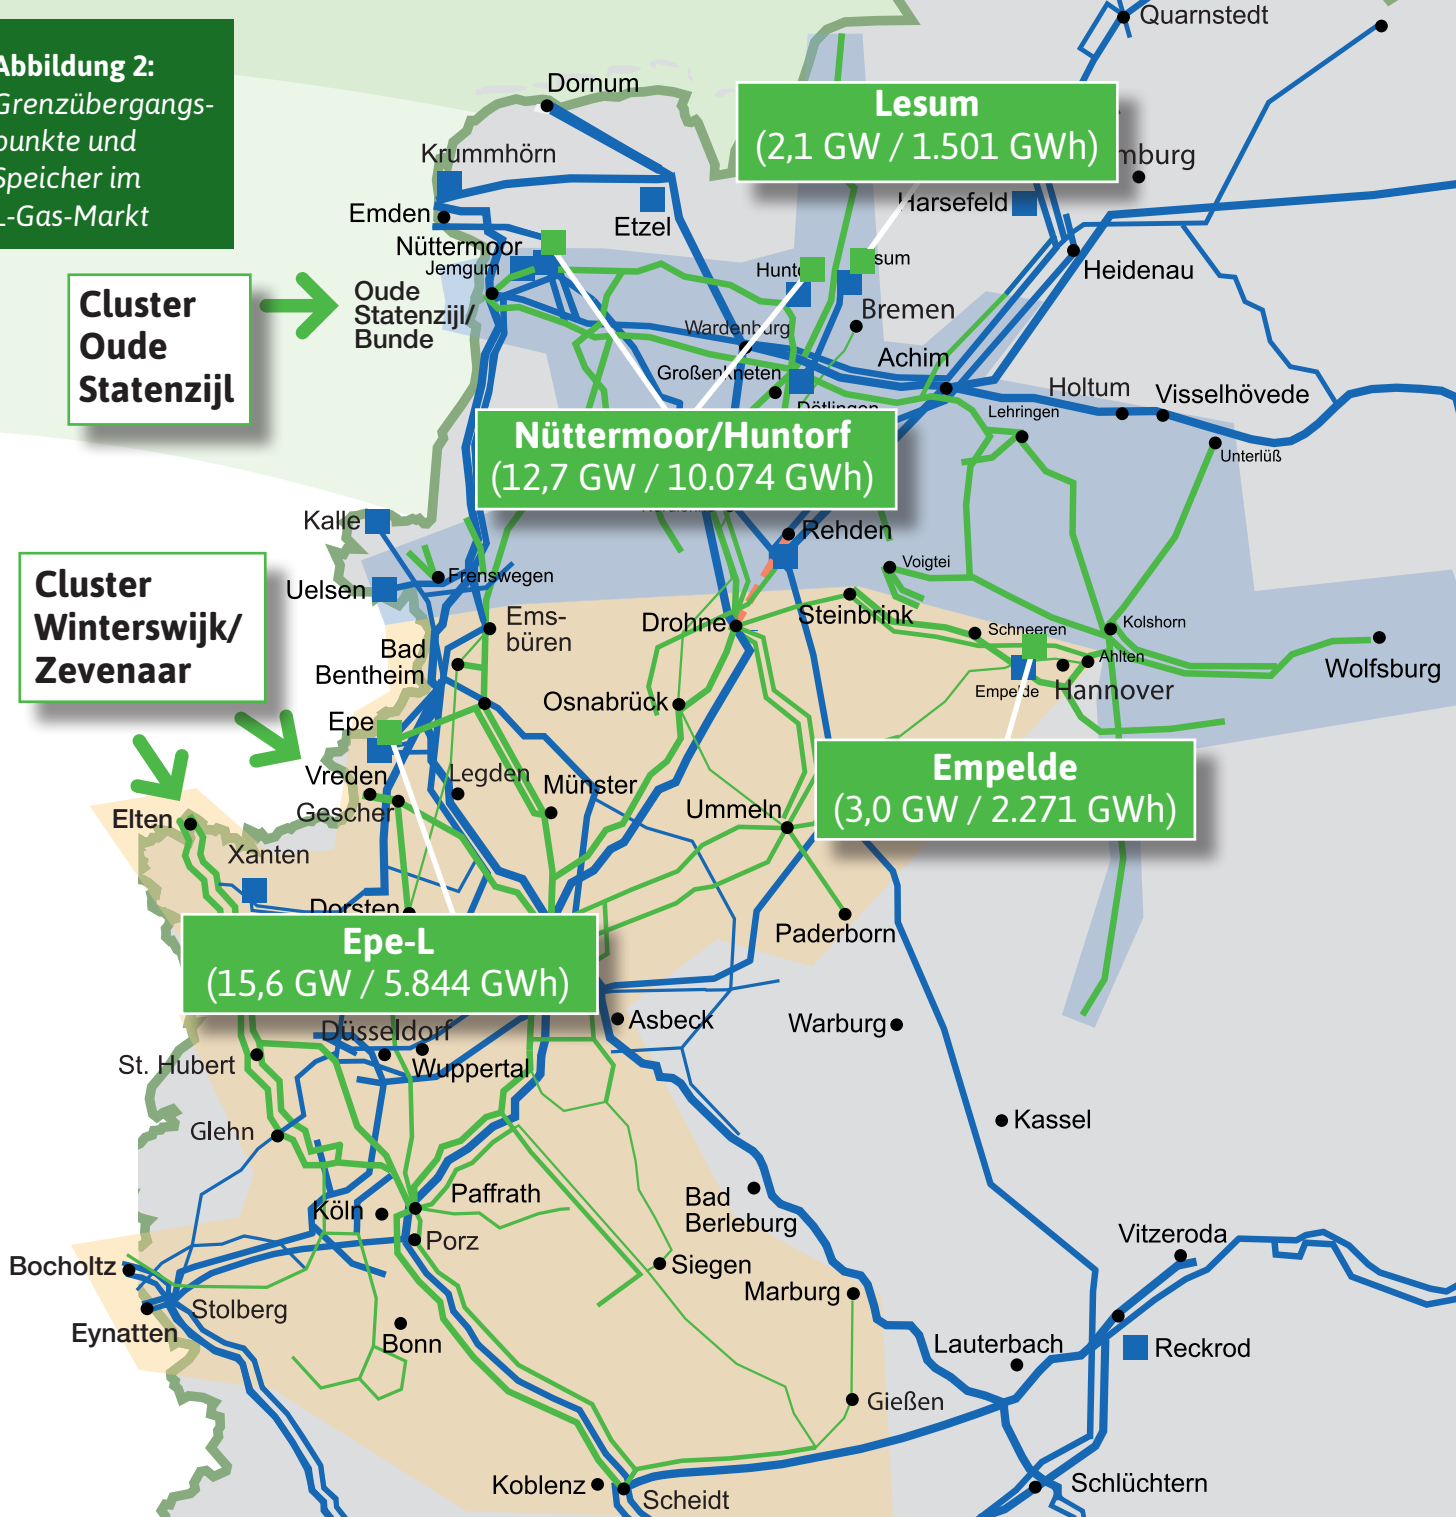 Abbildung 2:
Grenzübergangs-
punkte und
Speicher im
L-Gas-Markt
Quarnstedt
Dornum
Lesum
(2,1 GW / 1.501 GWh)
mburg
Krummhörn
Harsefeld
Emden
Etzel
Nüttermoor
Jemgum
Hunto
sum
Heidenau
Cluster
Oude
Statenzijl
Oude
Statenzijl/
Bunde
Bremen
Wardenburg
Achim
Großenkneten
Holtum
Visselhövede
Dötlingen
Lehringen
Unterlüß
Nüttermoor/Huntorf
(12,7 GW / 10.074 GWh)
Kalle
Rehden
Voigtei
Frenswegen
Uelsen
Cluster
Winterswijk/
Zevenaar
Ems-
büren
Drohne
Steinbrink
Schneeren
Kolshorn
Bad
Bentheim
Ahlten
Wolfsburg
Empelde
Hannover
Osnabrück
Epe
Vreden
Legden
Münster
Gescher
Ummeln
Empelde
(3,0 GW / 2.271 GWh)
Elten
Xanten
Dorsten
Paderborn
Epe-L
(15,6 GW / 5.844 GWh)
Asbeck
Warburg
Düsseldorf
St. Hubert
Wuppertal
Glehn
Kassel
Paffrath
Bad
Berleburg
Köln
Porz
Vitzeroda
Bocholtz
Siegen
Marburg
Stolberg
Eynatten
Bonn
Lauterbach
Reckrod
Gießen
Koblenz
Scheidt
Schlüchtern